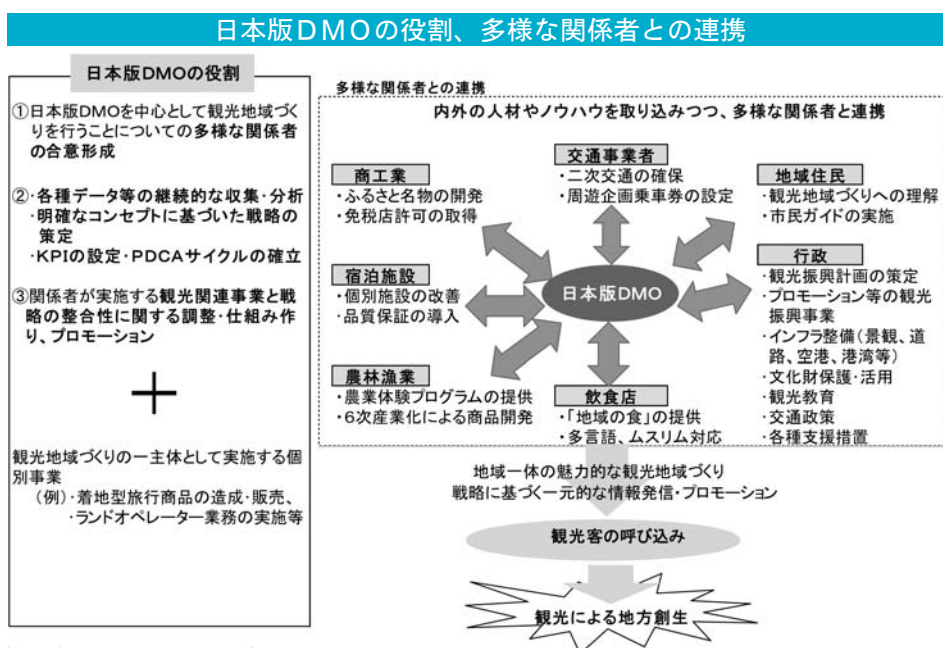 日本版DMOの役割、多様な関係者との連携
日本版DMOの役割
①日本版DMOを中心として観光地域づく
りを行うことについての多様な関係者
の合意形成
②・各種データ等の継続的な収集・分析
・明確なコンセプトに基づいた戦略の
策定
・KPIの設定・PDCAサイクルの確立
③関係者が実施する観光関連事業と戦
略の整合性に関する調整・仕組み作
り、プロモーション
＋
観光地域づくりの一主体として実施する個
別事業
(例)・着地型旅行商品の造成・販売、
・ランドオペレーター業務の実施等
多様な関係者との連携
内外の人材やノウハウを取り込みつつ、多様な関係者と連携
商工業
・ふるさと名物の開発
・免税店許可の取得
交通事業者
・二次交通の確保
・周遊企画乗車券の設定
地域住民
・観光地域づくりへの理解
・市民ガイドの実施
宿泊施設
・個別施設の改善
・品質保証の導入
日本版DMO
行政
・観光振興計画の策定
・プロモーション等の観光
振興事業
・インフラ整備(景観、道
路、空港、港湾等)
・文化財保護・活用
・観光教育
・交通政策
・各種支援措置
農林漁業
・農業体験プログラムの提供
・6次産業化による商品開発
飲食店
・「地域の食」の提供
・多言語、ムスリム対応
地域一体の魅力的な観光地域づくり
戦略に基づく一元的な情報発信・プロモーション
観光客の呼び込み
観光による地方創生